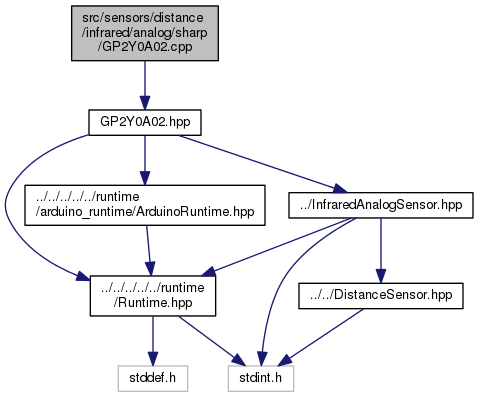 src/sensors/distance
/infrared/analog/sharp
/GP2Y0A02.cpp
GP2Y0A02.hpp
../../../../../runtime
/arduino_runtime/ArduinoRuntime.hpp
../InfraredAnalogSensor.hpp
../../../../../runtime
/Runtime.hpp
../../DistanceSensor.hpp
stddef.h
stdint.h